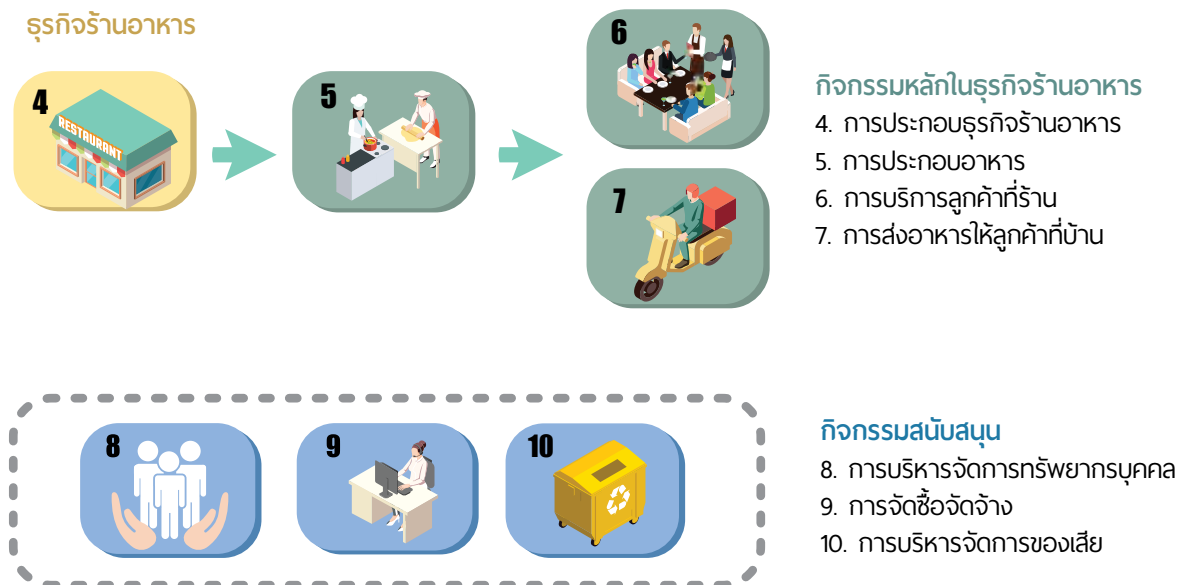 ธุรกิจร้านอาหาร
4
RESTAURANT
5
6
7
กิจกรรมหลักในธุรกิจร้านอาหาร
4. การประกอบธุรกิจร้านอาหาร
5. การประกอบอาหาร
6. การบริการลูกค้าที่ร้าน
7. การส่งอาหารให้ลูกค้าที่บ้าน
8
9
10
กิจกรรมสนับสนุน
8. การบริหารจัดการทรัพยากรบุคคล
9. การจัดซื้อจัดจ้าง
10. การบริหารจัดการของเสีย